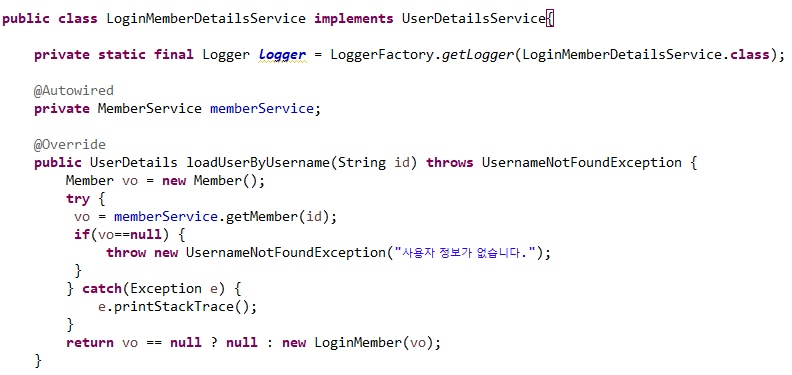 public class LoginMemberDetailsService implements UserDetailsService{
private static final Logger logger = LoggerFactory.getLogger(LoginMemberDetailsService.class);
@Autowired
private MemberService memberService;
@Override
public UserDetails loadUserByUsername(String id) throws UsernameNotFoundException {
Member vo = new Member();
try {
vo = memberService.getMember(id);
if(vo==null) {
throw new UsernameNotFoundException("사용자 정보가 없습니다.");
}
} catch(Exception e) {
e.printStackTrace();
}
return vo == null ? null : new LoginMember(vo);
}